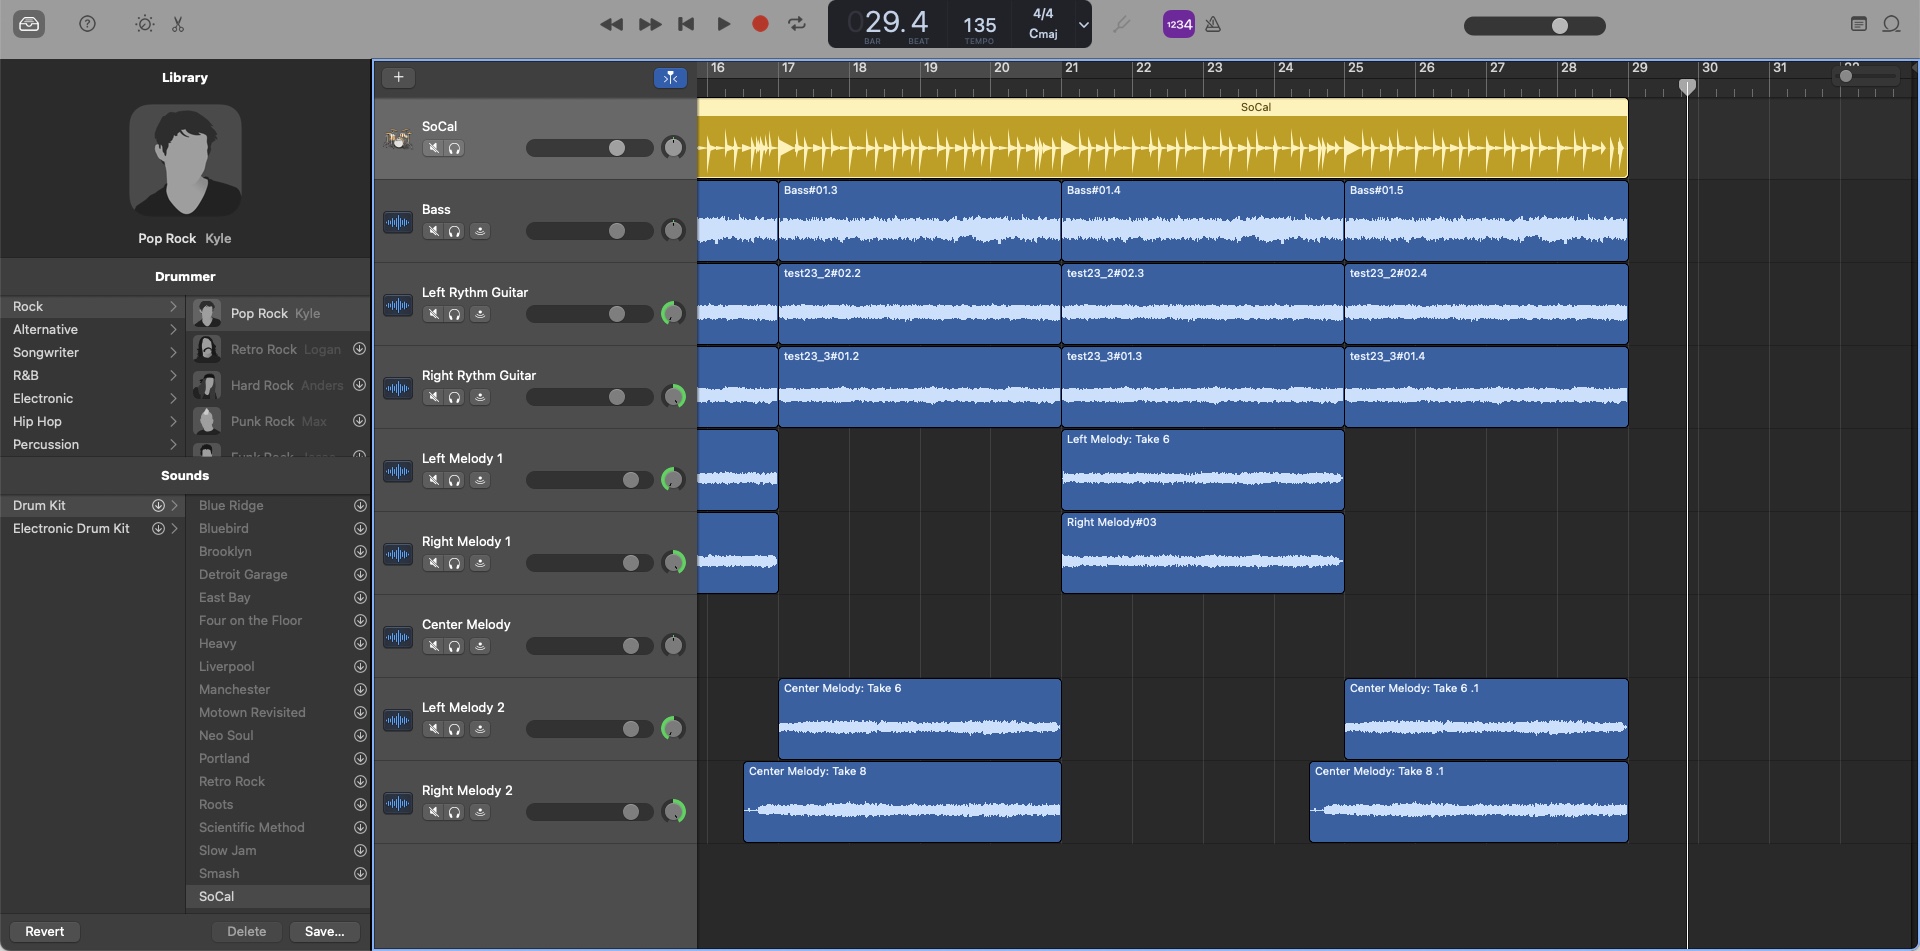 029.4
BAR BEAT
135
TEMPO
4/4
Cmaj
1234
Library
Pop Rock Kyle
Drummer
Rock
Alternative
Songwriter
R&B
Electronic
Hip Hop
Percussion
Pop Rock Kyle
Retro Rock Logan
Hard Rock Anders
Punk Rock Max
Funk Rock
Sounds
Drum Kit
Electronic Drum Kit
Blue Ridge
Bluebird
Brooklyn
Detroit Garage
East Bay
Four on the Floor
Heavy
Liverpool
Manchester
Motown Revisited
Neo Soul
Portland
Retro Rock
Roots
Scientific Method
Slow Jam
Smash
SoCal
Revert
Delete
Save...
16 17 18 19 20 21 22 23 24 25 26 27 28 29 30 31 32
SoCal
SoCal
Bass
Bass#01.3
Bass#01.4
Bass#01.5
Left Rythm Guitar
test23_2#02.2
test23_2#02.3
test23_2#02.4
Right Rythm Guitar
test23_3#01.2
test23_3#01.3
test23_3#01.4
Left Melody 1
Left Melody: Take 6
Right Melody 1
Right Melody#03
Center Melody
Left Melody 2
Center Melody: Take 6
Center Melody: Take 6 .1
Right Melody 2
Center Melody: Take 8
Center Melody: Take 8 .1